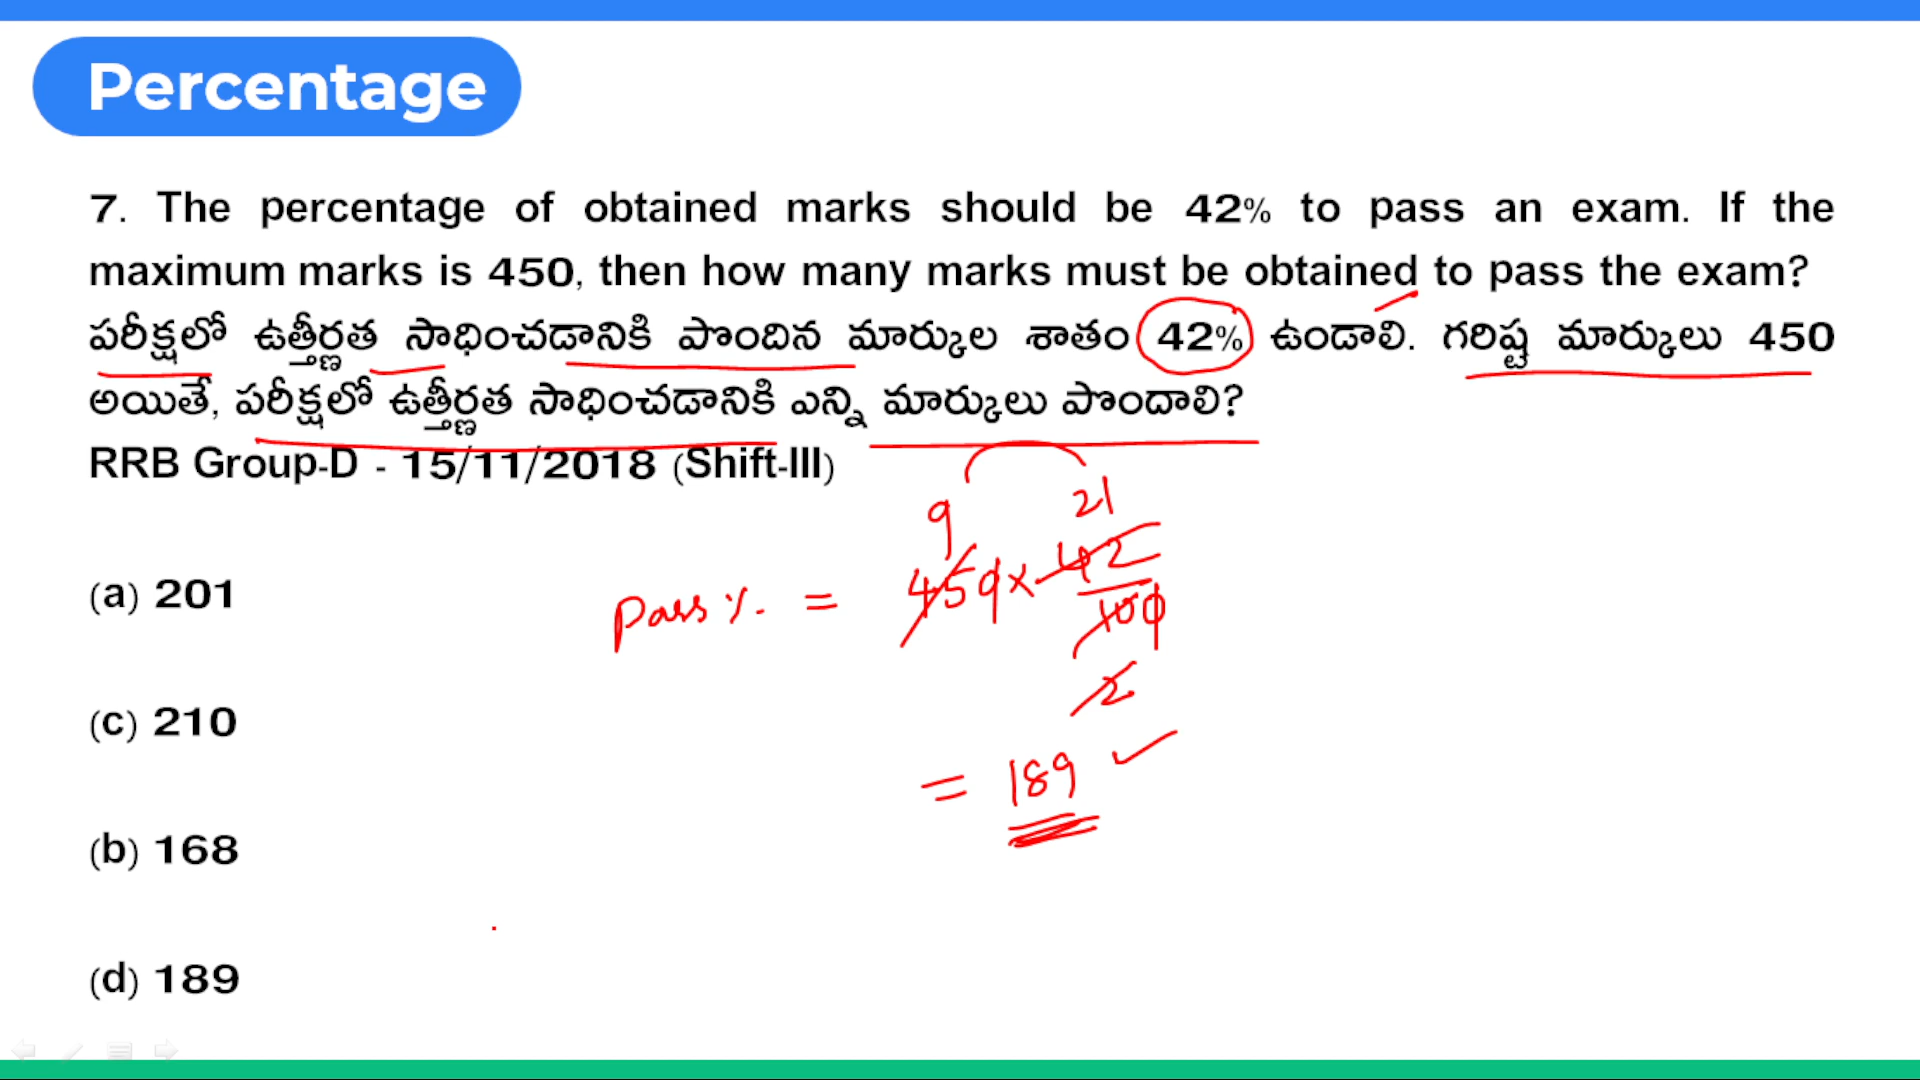 Percentage
7. The percentage of obtained marks should be 42% to pass an exam. If the
maximum marks is 450, then how many marks must be obtained to pass the exam?
పరీక్షలో ఉత్తీర్ణత సాధించడానికి పొందిన మార్కుల శాతం 42% ఉండాలి. గరిష్ట మార్కులు 450
అయితే, పరీక్షలో ఉత్తీర్ణత సాధించడానికి ఎన్ని మార్కులు పొందాలి?
RRB Group-D - 15/11/2018 (Shift-III)
9 21
Pass % = 450 × 42
100
2
= 189
(a) 201
(c) 210
(b) 168
(d) 189